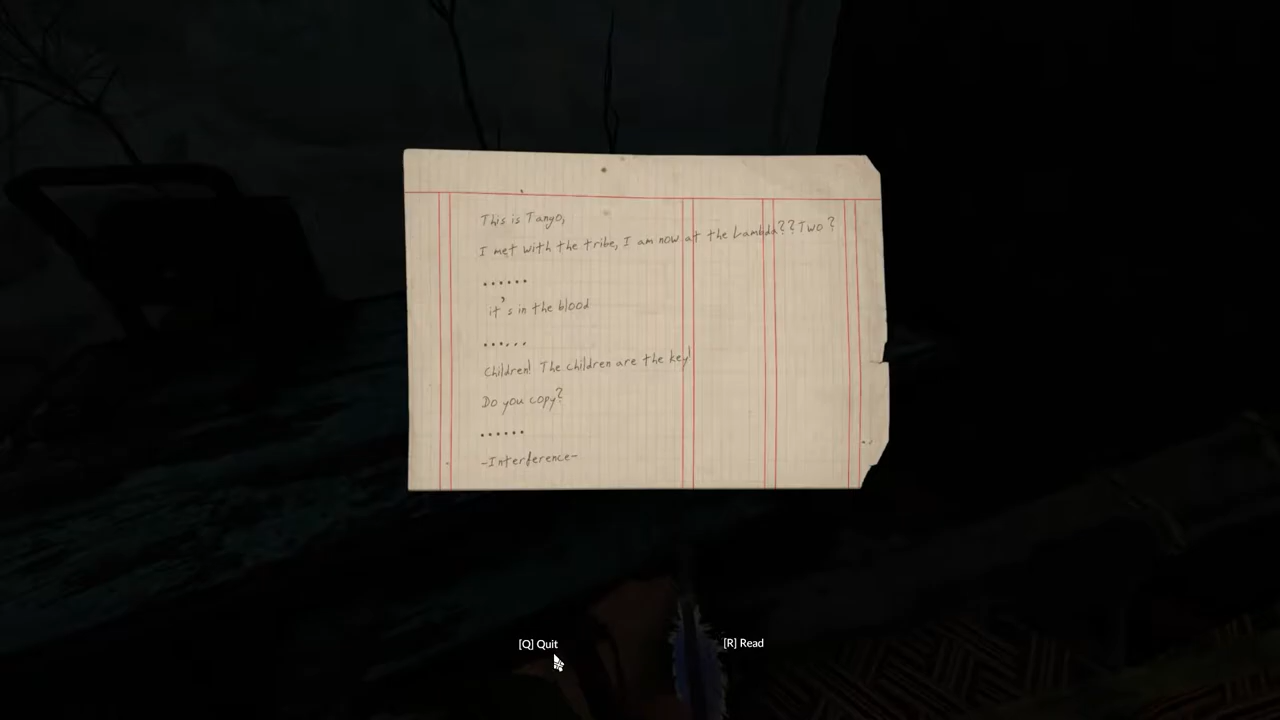 This is Tango,
I met with the tribe, I am now at the Lambda??Two?
......
it's in the blood
......
Children! The children are the key!
Do you copy?
......
-Interference-
[Q] Quit
[R] Read